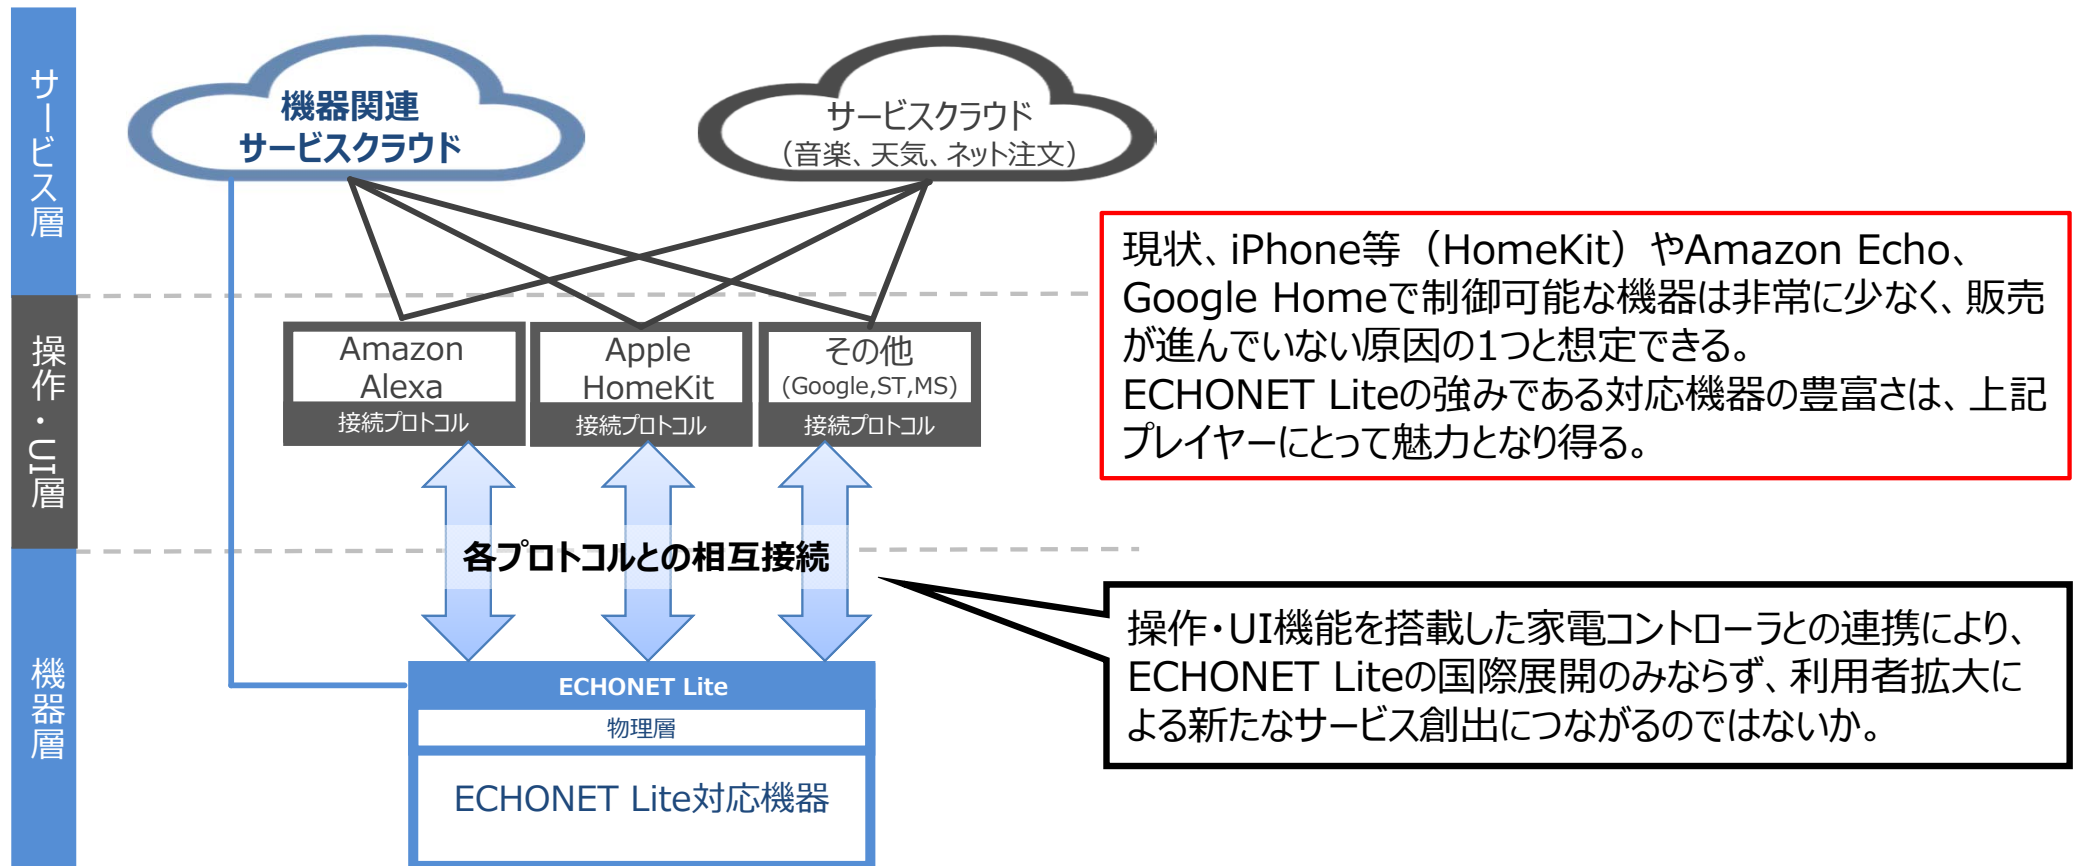 サービス層
機器関連
サービスクラウド
サービスクラウド
（音楽、天気、ネット注文）
操作・UI層
Amazon
Alexa
接続プロトコル
Apple
HomeKit
接続プロトコル
その他
(Google,ST,MS)
接続プロトコル
現状、iPhone等（HomeKit）やAmazon Echo、
Google Homeで制御可能な機器は非常に少なく、販売
が進んでいない原因の1つと想定できる。
ECHONET Liteの強みである対応機器の豊富さは、上記
プレイヤーにとって魅力となり得る。
各プロトコルとの相互接続
操作・UI機能を搭載した家電コントローラとの連携により、
ECHONET Liteの国際展開のみならず、利用者拡大に
よる新たなサービス創出につながるのではないか。
機器層
ECHONET Lite
物理層
ECHONET Lite対応機器